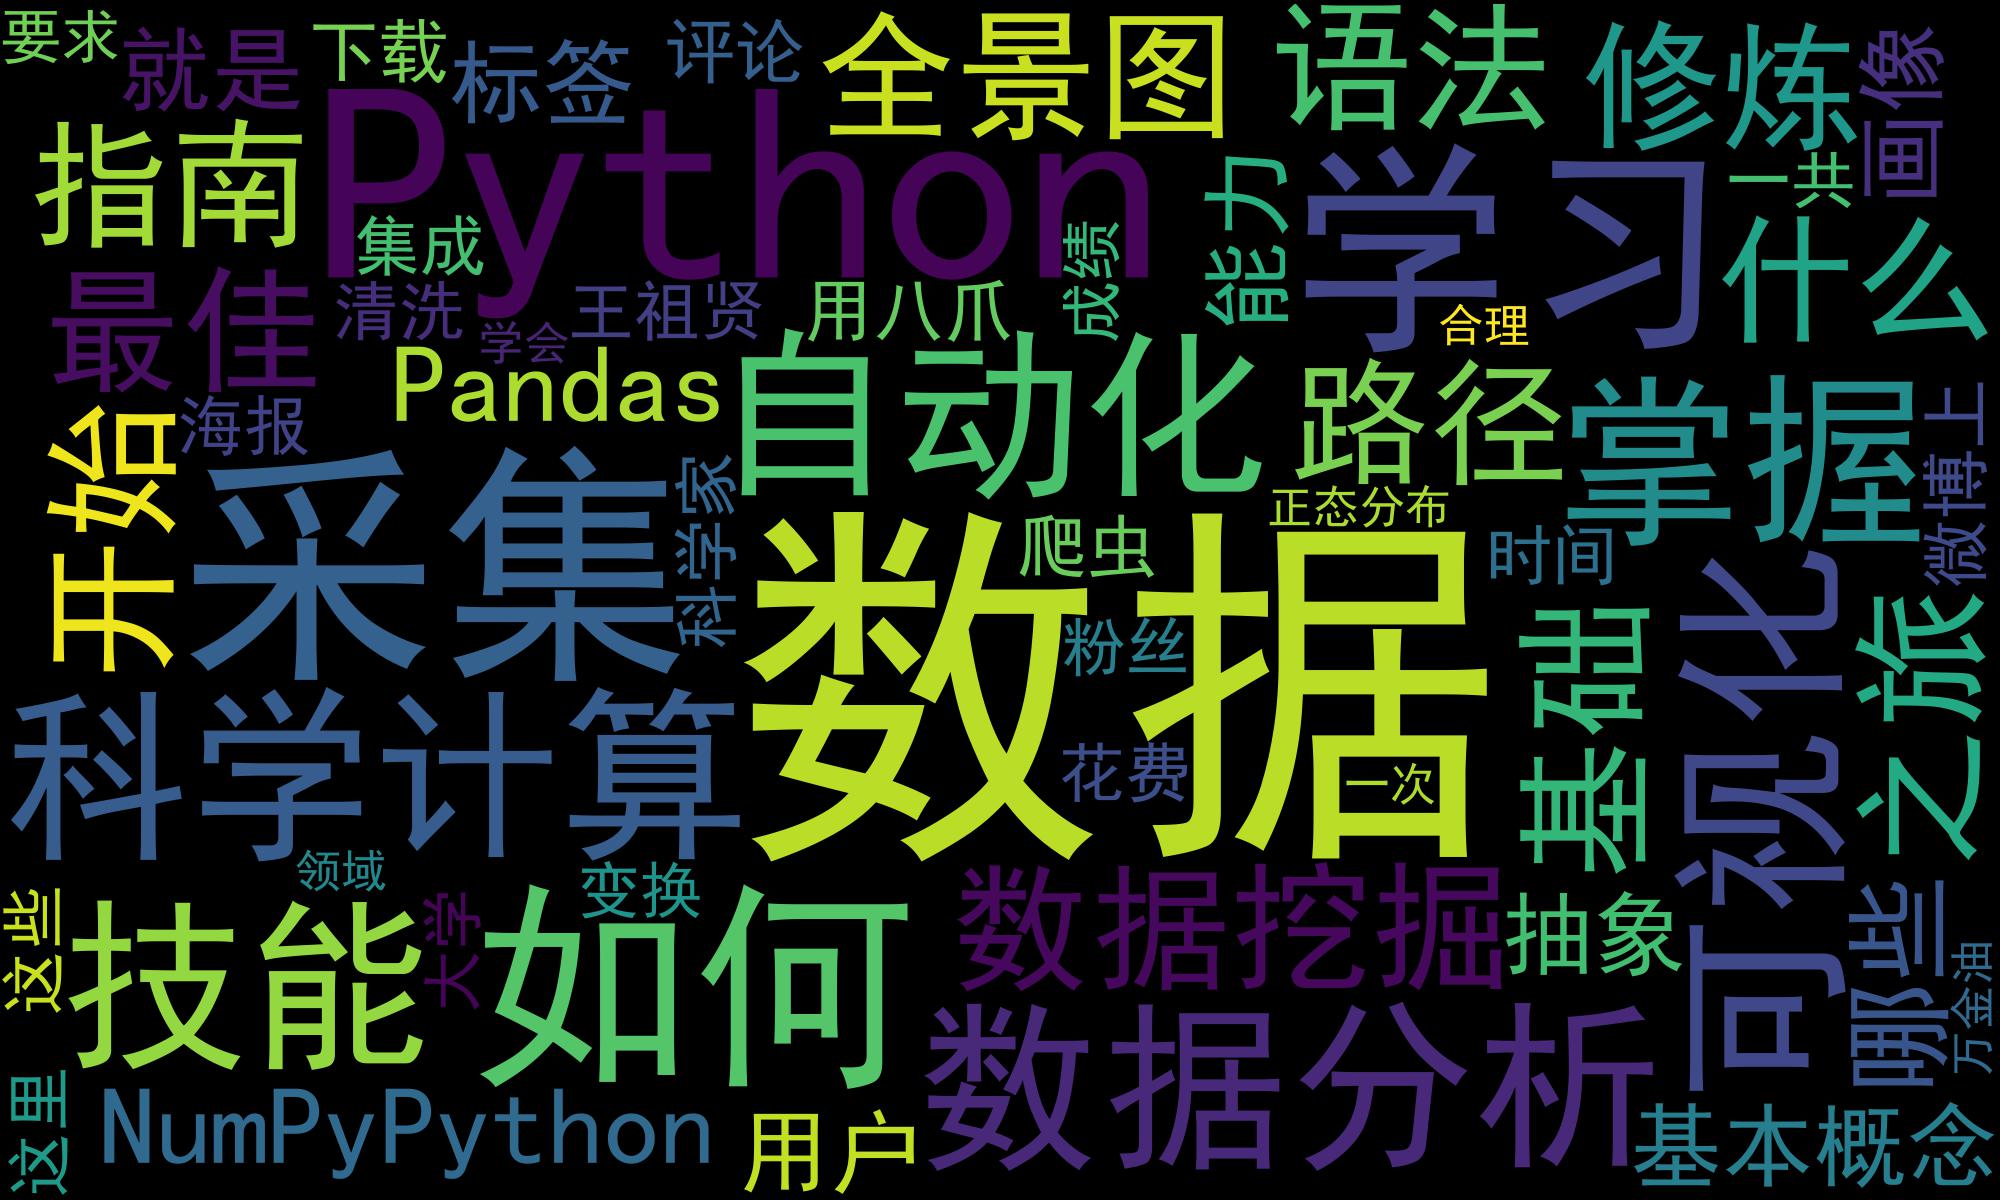 要求
就是
下载
标签
评论
全景图
语法
修炼
画像
指南
Python
集成
成绩
能力
学习
一共
什么
最佳
清洗
学会
王祖贤
用八爪
合理
海报
Pandas
自动化
路径
掌握
微博上
开始
采集
科学家
数据
爬虫
正态分布
时间
粉丝
基础
可视化
之旅
科学计算
花费
一次
领域
变换
这些
技能
大学
如何
数据挖掘
抽象
哪些
万金油
这里
NumPyPython
用户
数据分析
基本概念